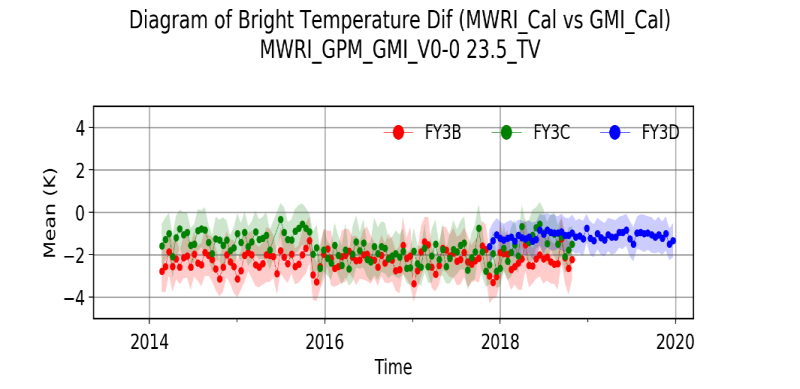 Diagram of Bright Temperature Dif (MWRI_Cal vs GMI_Cal)
MWRI_GPM_GMI_V0-0 23.5_TV
FY3B FY3C FY3D
Mean (K)
4
2
0
−2
−4
2014 2016 2018 2020
Time